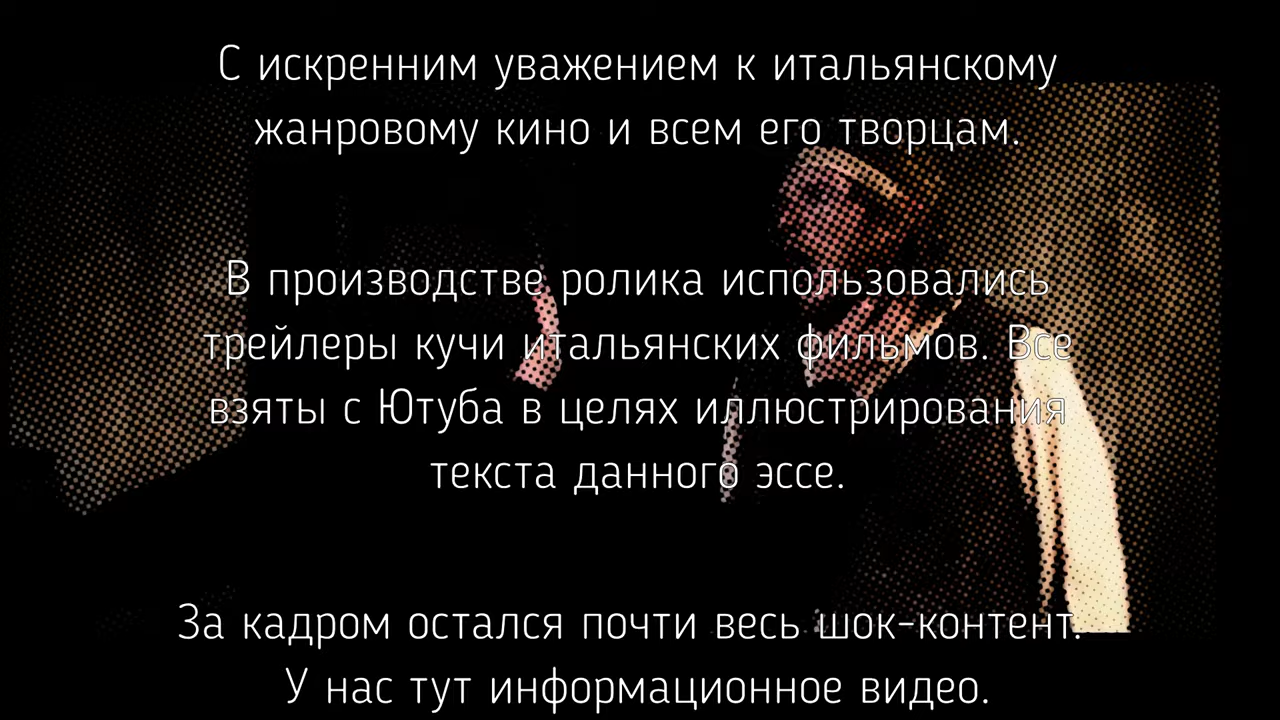 С искренним уважением к итальянскому
жанровому кино и всем его творцам.
В производстве ролика использовались
трейлеры кучи итальянских фильмов. Все
взяты с Ютуба в целях иллюстрирования
текста данного эссе.
За кадром остался почти весь шок-контент.
У нас тут информационное видео.